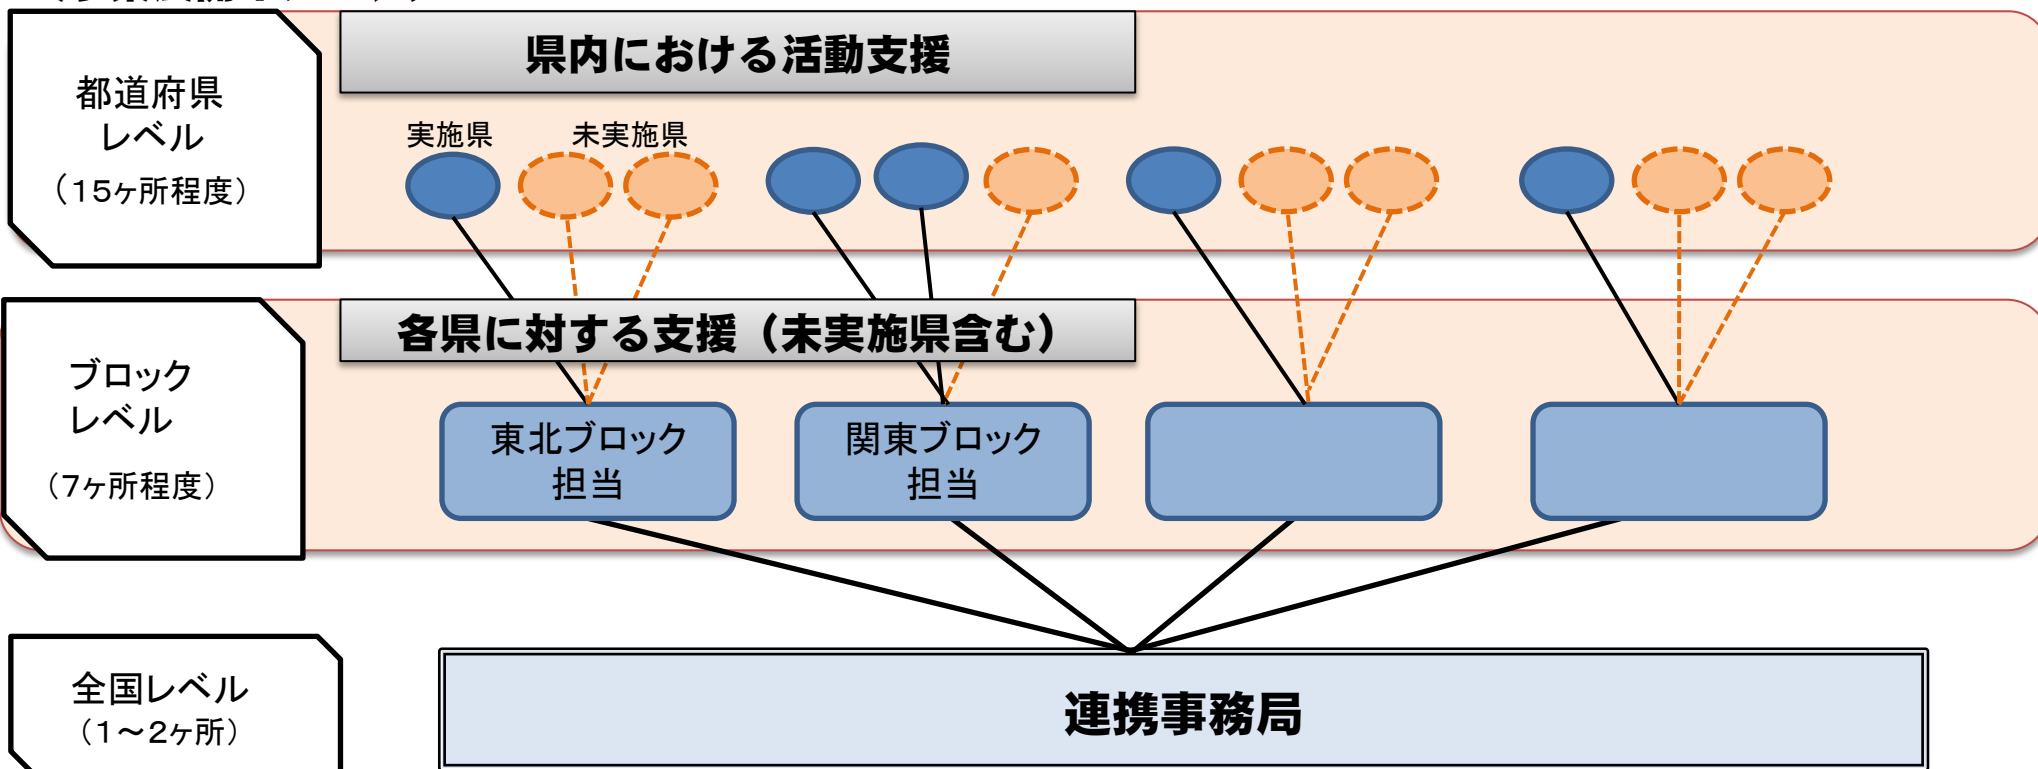 県内における活動支援
都道府県
レベル
（15ヶ所程度）
実施県
未実施県
各県に対する支援（未実施県含む）
ブロック
レベル
（7ヶ所程度）
東北ブロック
担当
関東ブロック
担当
全国レベル
（1～2ヶ所）
連携事務局